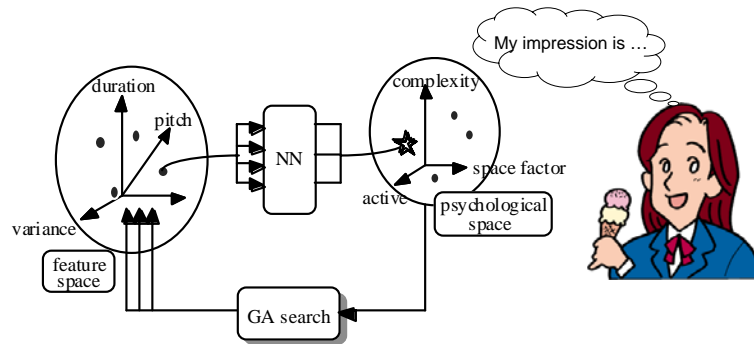 My impression is …
duration
pitch
variance
feature
space
NN
complexity
space factor
active
psychological
space
GA search